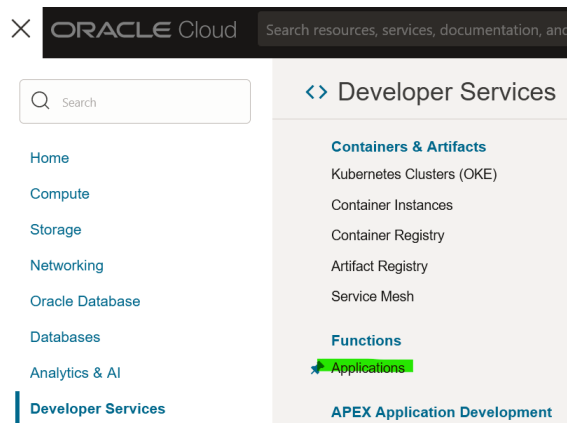 ORACLE Cloud
Search resources, services, documentation, and
Search
Home
Compute
Storage
Networking
Oracle Database
Databases
Analytics & AI
Developer Services
Developer Services
Containers & Artifacts
Kubernetes Clusters (OKE)
Container Instances
Container Registry
Artifact Registry
Service Mesh
Functions
Applications
APEX Application Development